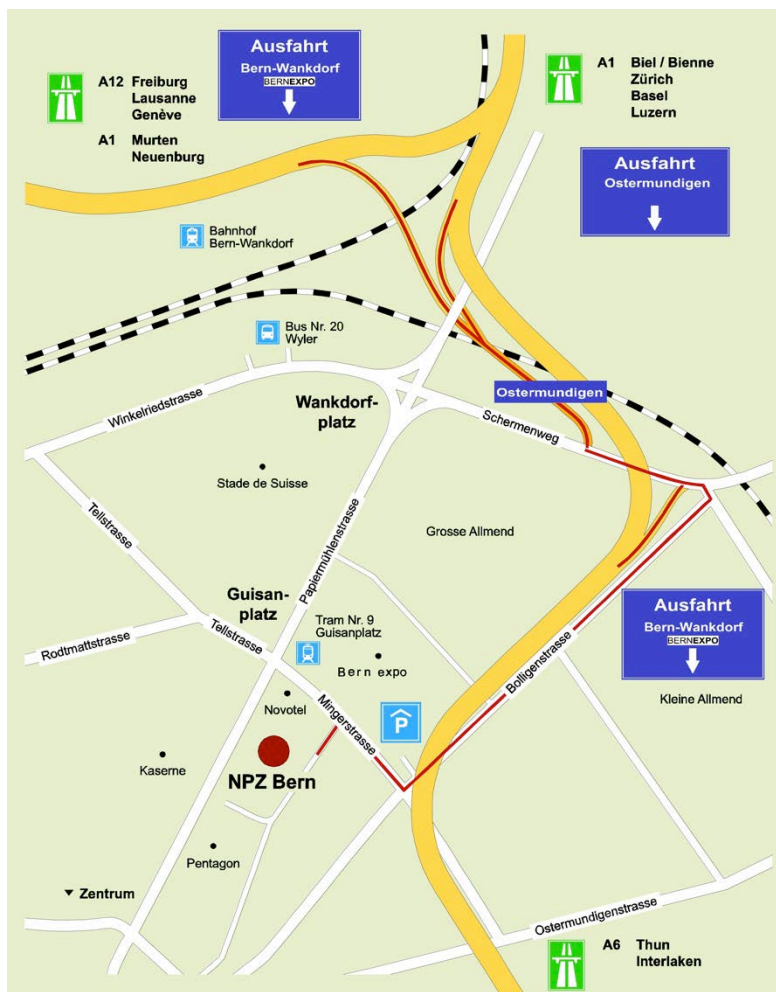 Ausfahrt
Bern-Wankdorf
BERNEXPO
A12 Freiburg
Lausanne
Genève
A1 Murten
Neuenburg
A1 Biel / Bienne
Zürich
Basel
Luzern
Ausfahrt
Ostermundigen
Bahnhof
Bern-Wankdorf
Bus Nr. 20
Wyler
Ostermundigen
Winkelriedstrasse
Wankdorf-
platz
Schermenweg
Stade de Suisse
Tellstrasse
Papiermühlenstrasse
Grosse Allmend
Guisan-
platz
Ausfahrt
Bern-Wankdorf
BERNEXPO
Rodtmattstrasse
Tellstrasse
Tram Nr. 9
Guisanplatz
Bern expo
Bolligenstrasse
Kleine Allmend
Novotel
Mingerstrasse
P
Kaserne
NPZ Bern
Pentagon
Zentrum
Ostermundigenstrasse
A6 Thun
Interlaken